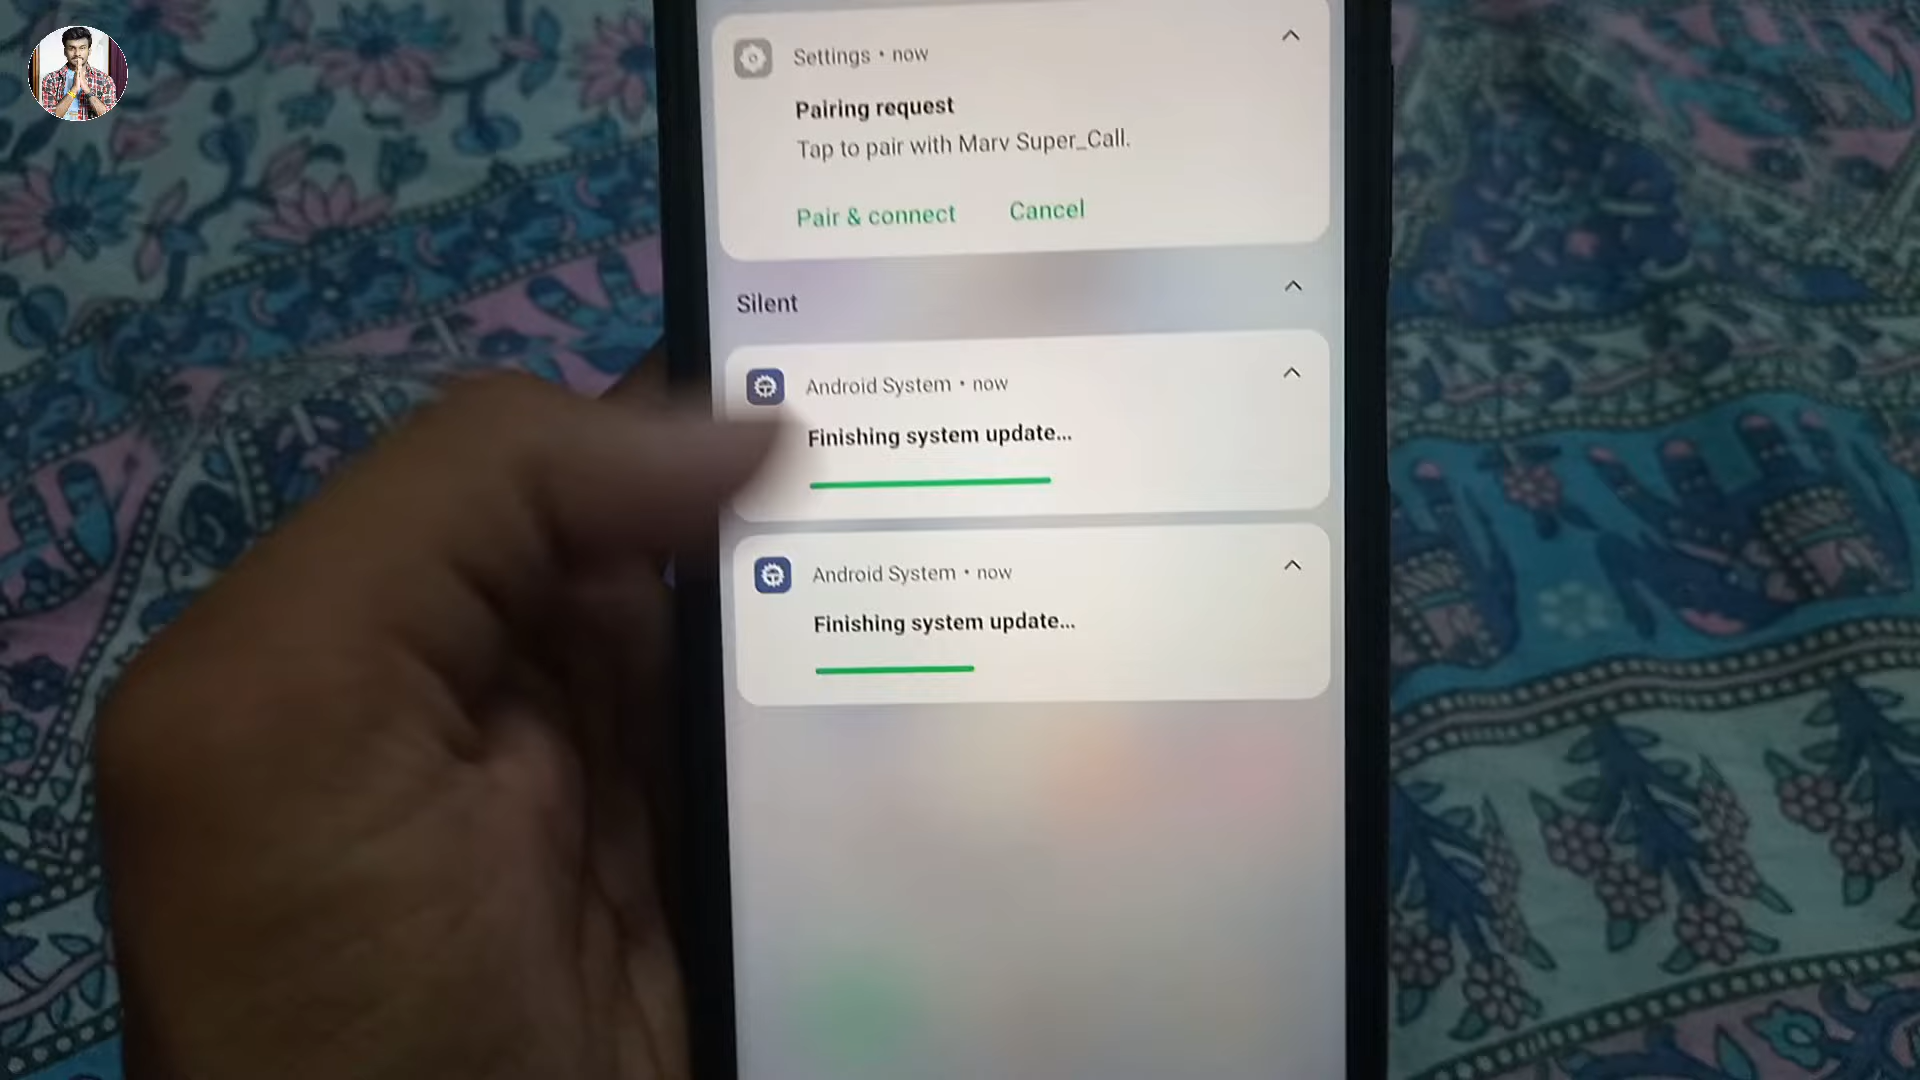 Settings • now
Pairing request
Tap to pair with Marv Super_Call.
Pair & connect Cancel
Silent
Android System • now
Finishing system update...
Android System • now
Finishing system update...